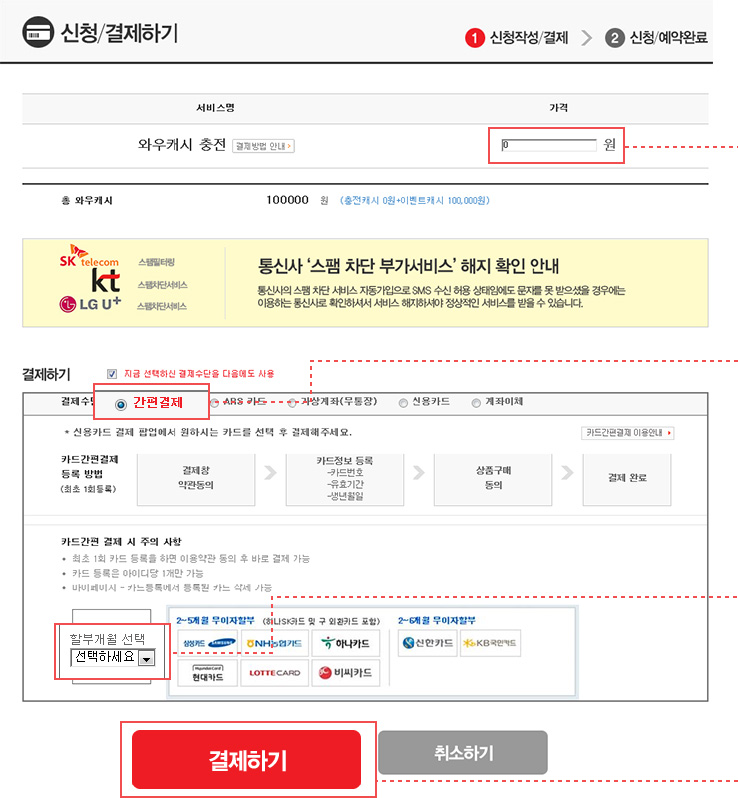 신청/결제하기
1 신청작성/결제 2 신청/예약완료
서비스명 가격
와우캐시 충전 결제방법 안내 0 원
총 와우캐시 100000 원 (충전캐시 0원+이벤트캐시 100,000원)
SK telecom 스팸필터링
kt 스팸차단서비스
LG U+ 스팸차단서비스
통신사 '스팸 차단 부가서비스' 해지 확인 안내
통신사의 스팸 차단 서비스 자동가입으로 SMS 수신 허용 상태임에도 문자를 못 받으셨을 경우에는
이용하는 통신사로 확인하셔서 서비스 해지하셔야 정상적인 서비스를 받을 수 있습니다.
결제하기 지금 선택하신 결제수단을 다음에도 사용
결제수단 간편결제 ARS 카드 가상계좌(무통장) 신용카드 계좌이체
* 신용카드 결제 팝업에서 원하시는 카드를 선택 후 결제해주세요. 카드간편결제 이용안내
카드간편결제
등록 방법
(최초 1회등록)
결제창
약관동의
카드정보 등록
-카드번호
-유효기간
-생년월일
상품구매
동의
결제 완료
카드간편 결제 시 주의 사항
• 최초 1회 카드 등록을 하면 이용약관 동의 후 바로 결제 가능
• 카드 등록은 아이디당 1개만 가능
• 마이페이지 - 카드등록에서 등록된 카드 삭제 가능
할부개월 선택
선택하세요
2~5개월 무이자할부 (하나SK카드 및 구 외환카드 포함) 2~6개월 무이자할부
삼성카드 SAMSUNG NH농협카드 하나카드 신한카드 KB국민카드
HyundaiCard 현대카드 LOTTECARD 비씨카드
결제하기 취소하기